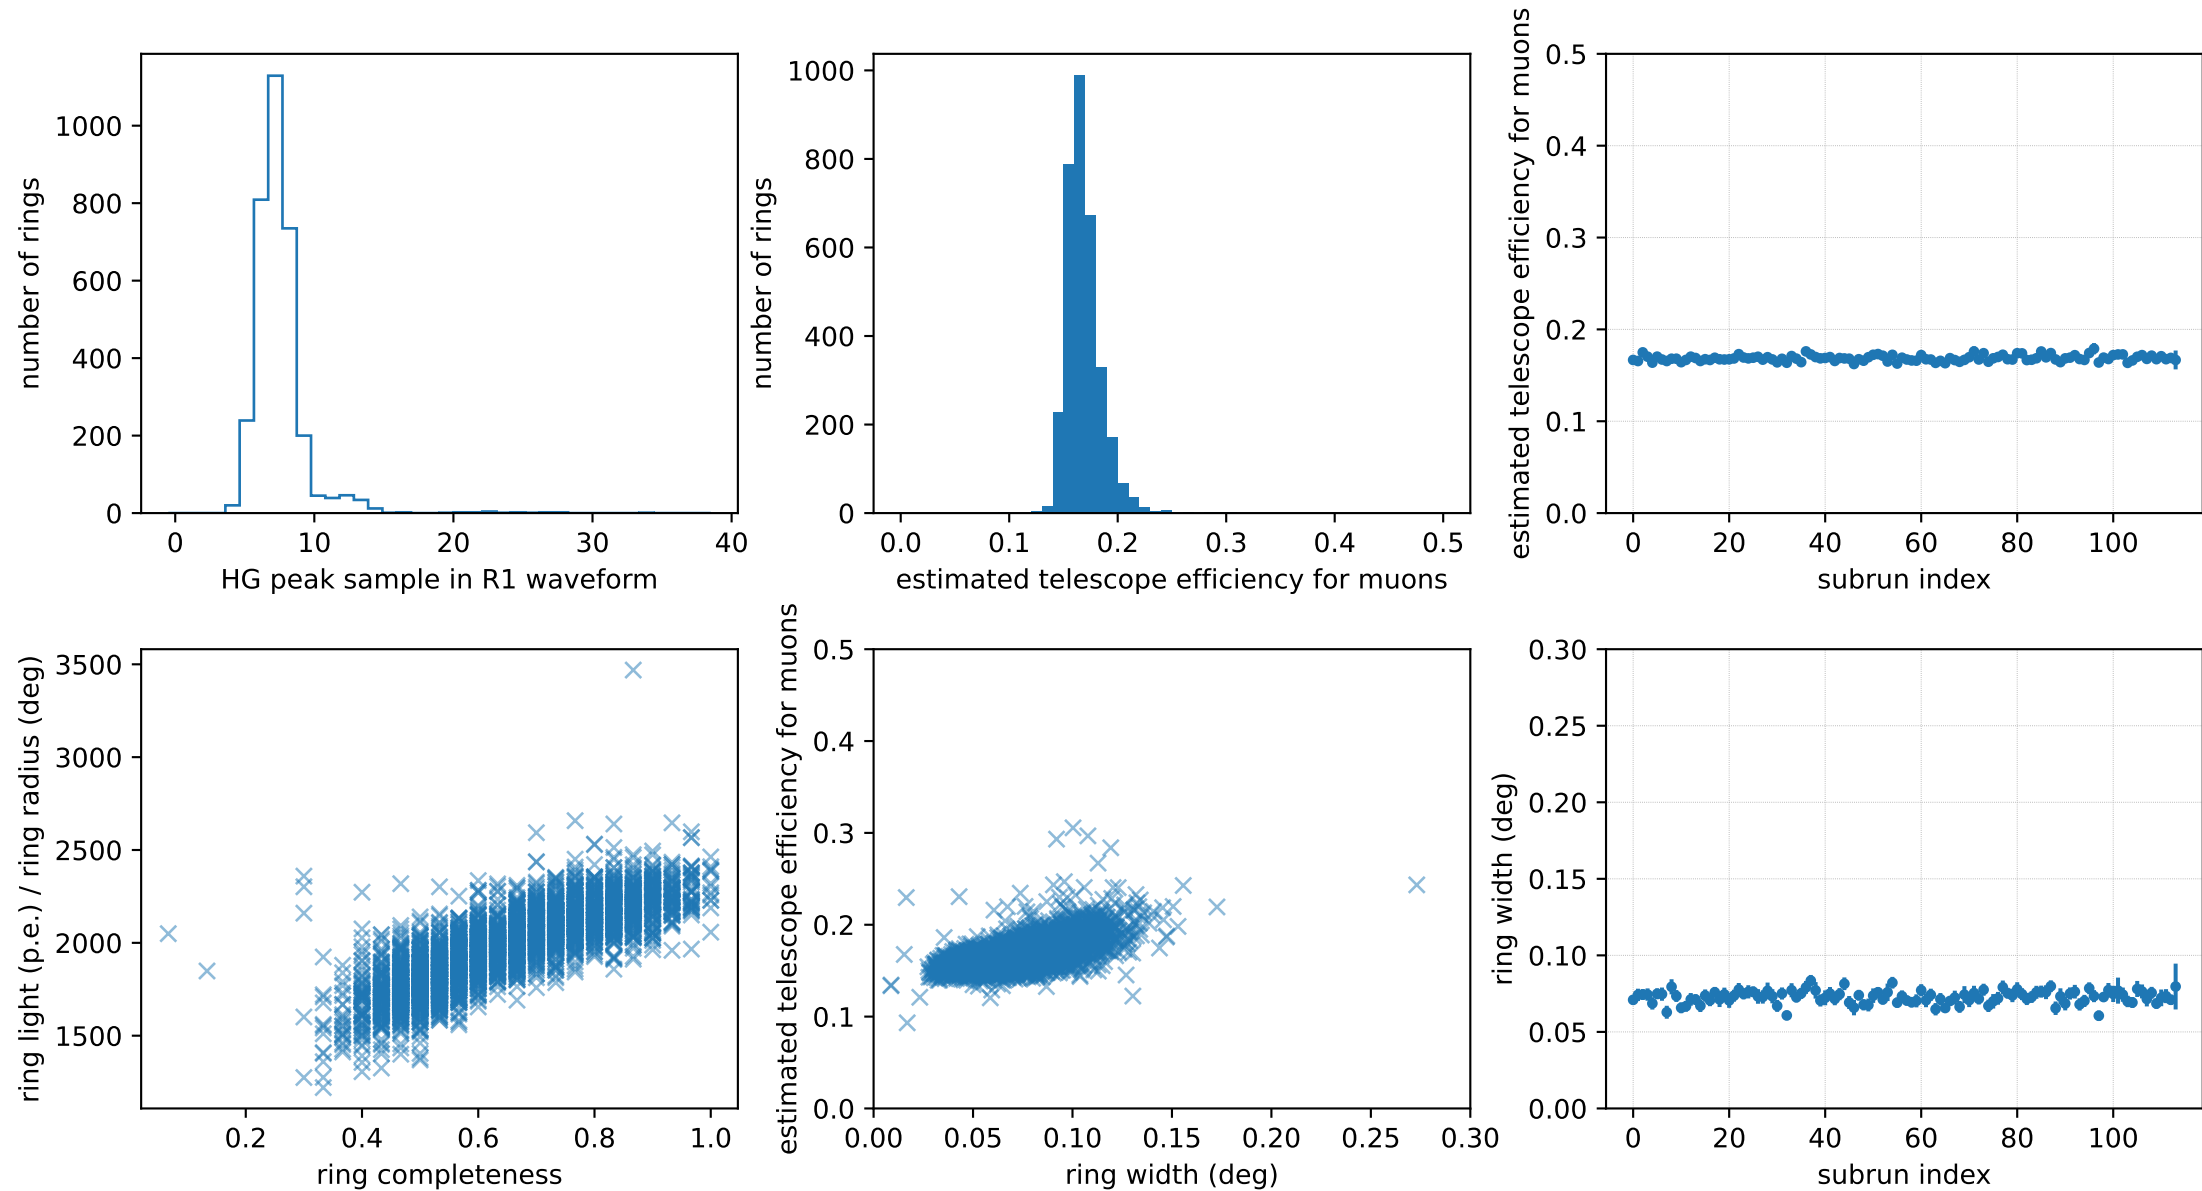 number of rings
1000
800
600
400
200
0
0 10 20 30 40
HG peak sample in R1 waveform
number of rings
1000
800
600
400
200
0
0.0 0.1 0.2 0.3 0.4 0.5
estimated telescope efficiency for muons
estimated telescope efficiency for muons
0.5
0.4
0.3
0.2
0.1
0.0
0 20 40 60 80 100
subrun index
ring light (p.e.) / ring radius (deg)
3500
3000
2500
2000
1500
0.2 0.4 0.6 0.8 1.0
ring completeness
estimated telescope efficiency for muons
0.5
0.4
0.3
0.2
0.1
0.0
0.00 0.05 0.10 0.15 0.20 0.25 0.30
ring width (deg)
ring width (deg)
0.30
0.25
0.20
0.15
0.10
0.05
0.00
0 20 40 60 80 100
subrun index